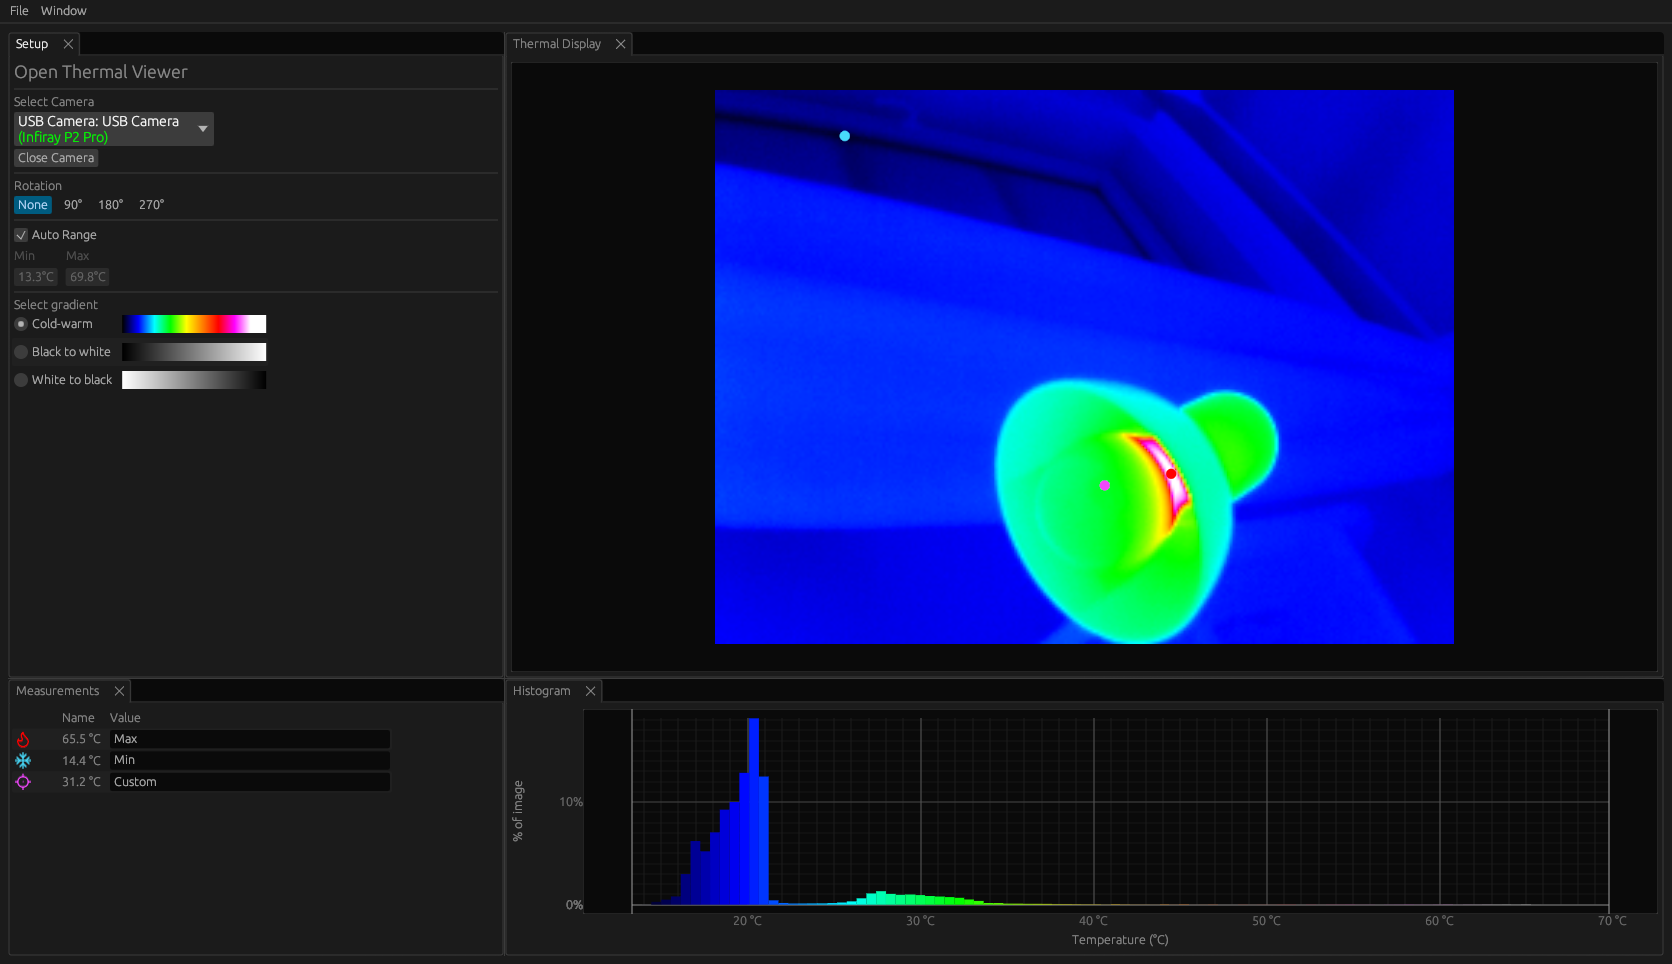 File Window
Setup
Thermal Display
Open Thermal Viewer
Select Camera
USB Camera: USB Camera
(Infiray P2 Pro)
Close Camera
Rotation
None 90° 180° 270°
Auto Range
Min Max
13.3°C 69.8°C
Select gradient
Cold-warm
Black to white
White to black
Measurements
Name Value
65.5 °C Max
14.4 °C Min
31.2 °C Custom
Histogram
% of image
10%
0%
20 °C 30 °C 40 °C 50 °C 60 °C 70 °C
Temperature (°C)